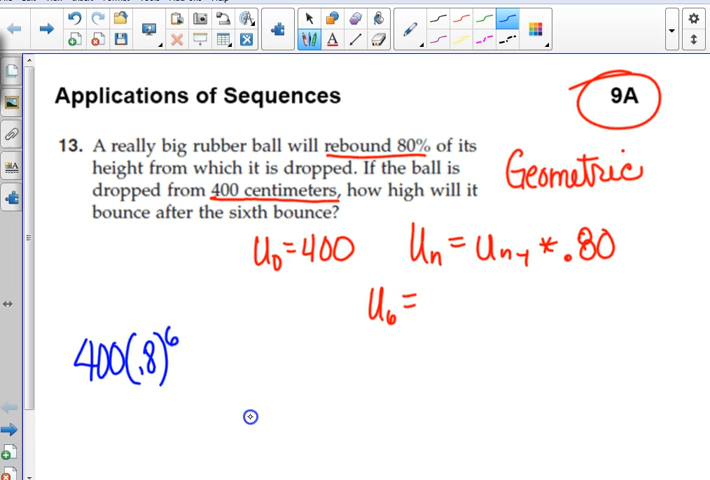 Applications of Sequences 9A
13. A really big rubber ball will rebound 80% of its
height from which it is dropped. If the ball is
dropped from 400 centimeters, how high will it
bounce after the sixth bounce?
Geometric
U₀ = 400 Uₙ = Uₙ₋₁ * .80
U₆ =
400(.8)⁶